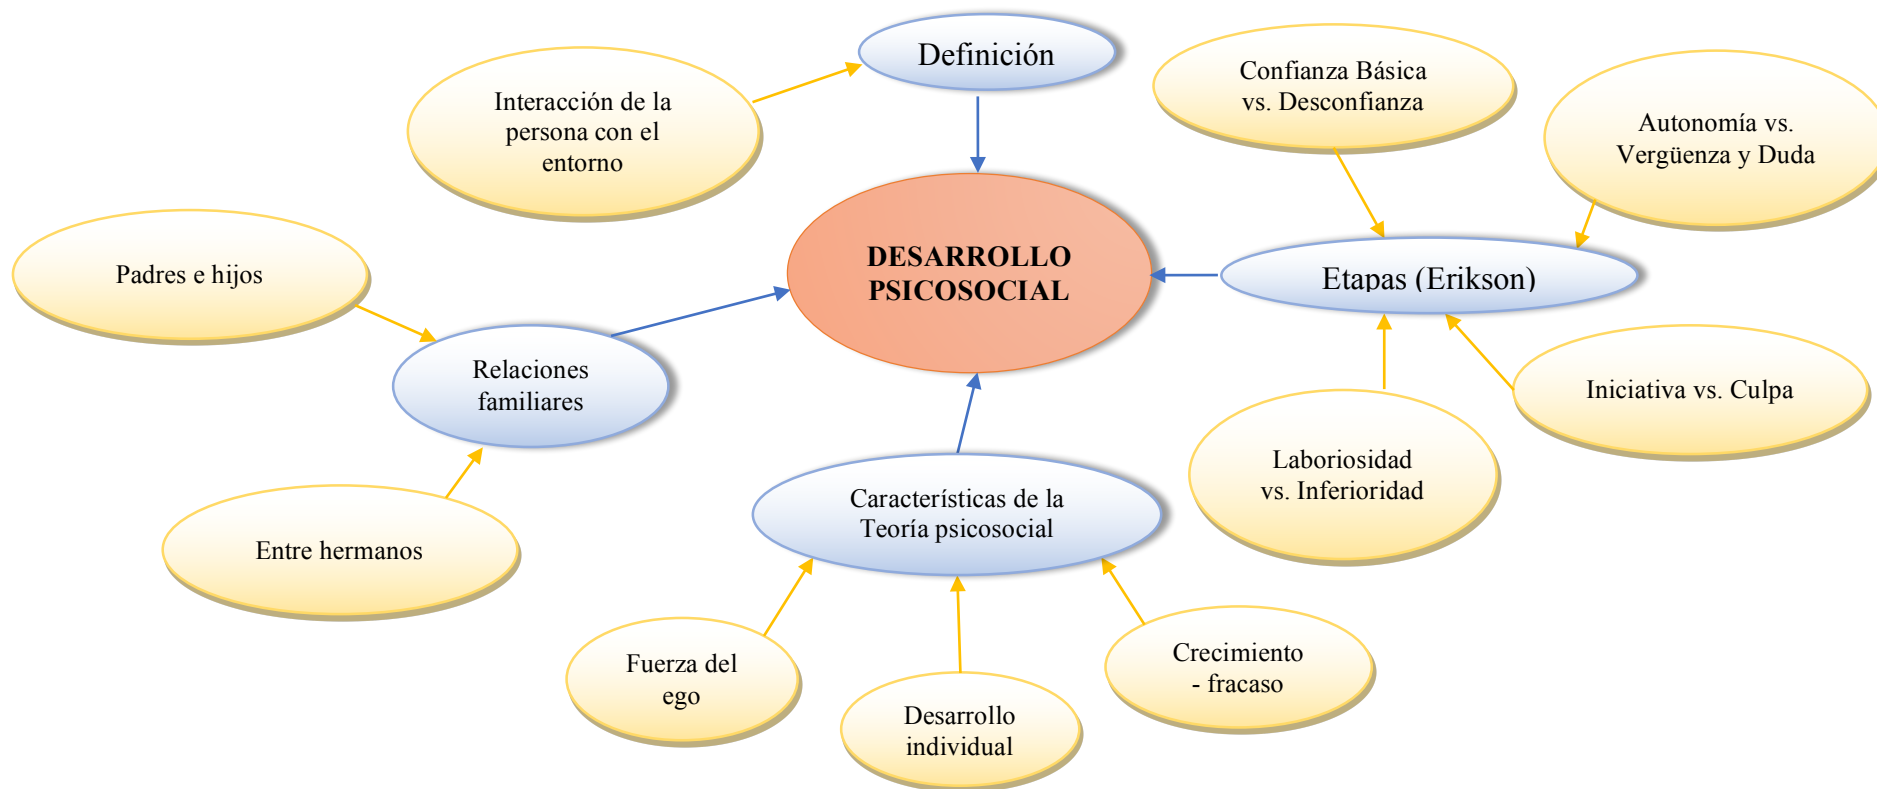 Definición
Interacción de la
persona con el
entorno
Confianza Básica
vs. Desconfianza
Autonomía vs.
Vergüenza y Duda
Padres e hijos
DESARROLLO
PSICOSOCIAL
Etapas (Erikson)
Relaciones
familiares
Iniciativa vs. Culpa
Laboriosidad
vs. Inferioridad
Características de la
Teoría psicosocial
Entre hermanos
Fuerza del
ego
Desarrollo
individual
Crecimiento
- fracaso